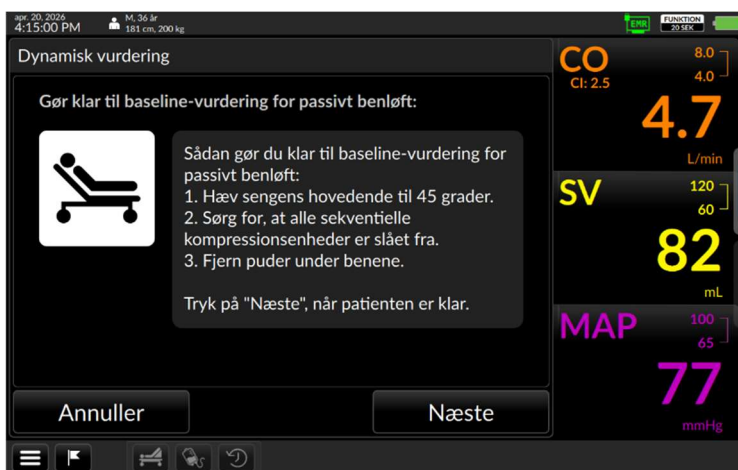 apr. 20, 2026
4:15:00 PM
M, 36 år
181 cm, 200 kg
EMR
FUNKTION
20 SEK
Dynamisk vurdering
Gør klar til baseline-vurdering for passivt benløft:
Sådan gør du klar til baseline-vurdering for
passivt benløft:
1. Hæv sengens hovedende til 45 grader.
2. Sørg for, at alle sekventielle
kompressionsenheder er slået fra.
3. Fjern puder under benene.
Tryk på "Næste", når patienten er klar.
Annuller
Næste
CO
CI: 2.5
8.0
4.0
4.7
L/min
SV
120
60
82
mL
MAP
100
65
77
mmHg